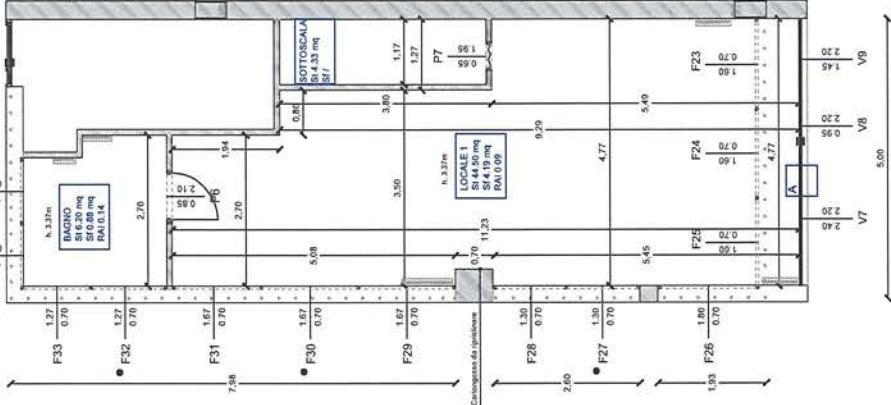 SOTTOSCALA
SI 4.33 mq
Sf /
1,17
1,27
P7
0.65
1.95
F23
1.60
0.70
2.20
1.45
V9
0,80
3,80
5,49
9,29
1,94
2.20
0.95
V8
5,00
h. 3.37m
BAGNO
SI 6.20 mq
Sf 0.88 mq
RAI 0.14
2,70
0.85
2.10
P6
2,70
3,50
h. 3.37m
LOCALE 1
SI 44.50 mq
Sf 4.19 mq
RAI 0.09
4,77
F24
1.60
0.70
4,77
A
11,23
5,08
0,70
5,45
F25
1.60
0.70
2.20
2.40
V7
1.27
0.70
F33
1.27
0.70
F32
1.67
0.70
F31
1.67
0.70
F30
1.67
0.70
F29
Cartongesso da ripristinare
1.30
0.70
F28
1.30
0.70
F27
1.80
0.70
F26
7,98
2,60
1,93